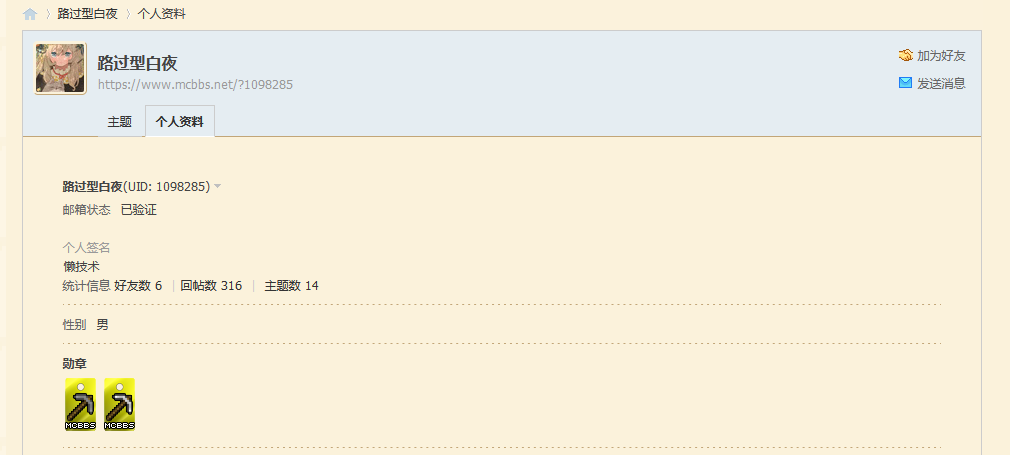 路过型白夜 › 个人资料
路过型白夜
https://www.mcbbs.net/?1098285
加为好友
发送消息
主题 个人资料
路过型白夜(UID: 1098285)
邮箱状态 已验证
个人签名
懒技术
统计信息 好友数 6 | 回帖数 316 | 主题数 14
性别 男
勋章
MCBBS MCBBS